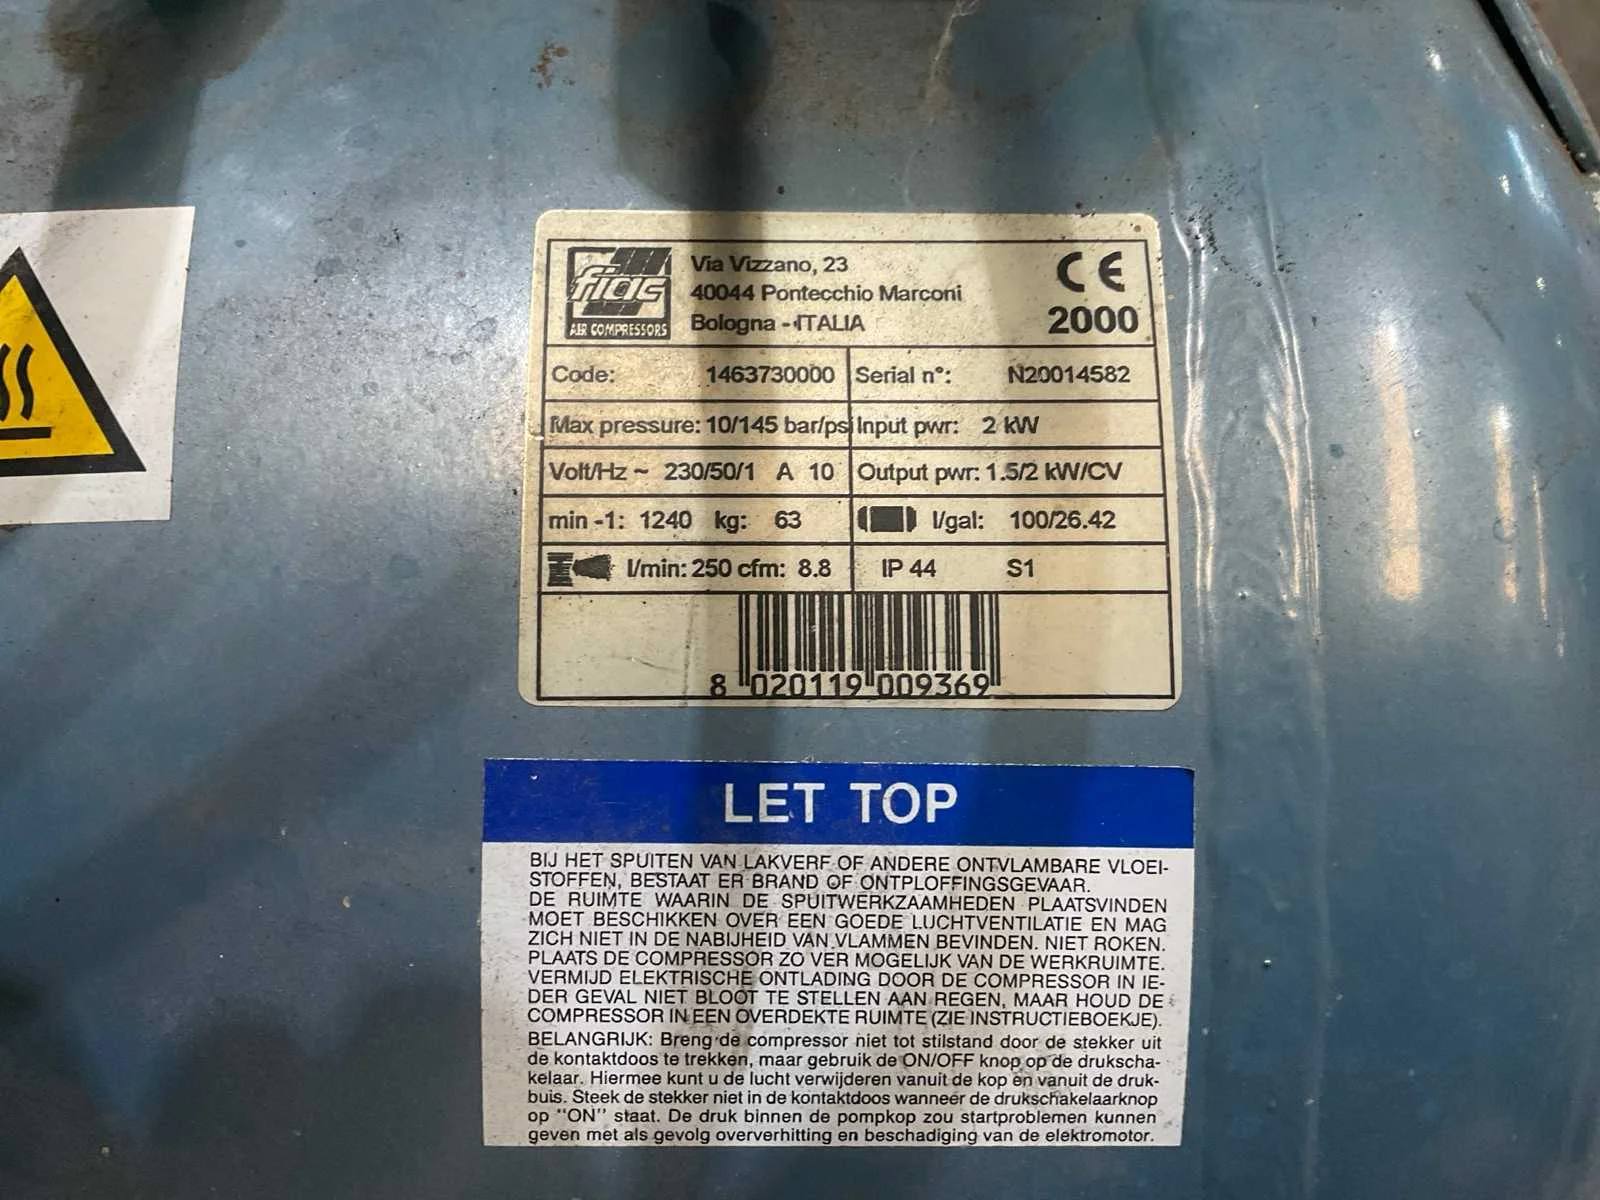 fiac
AIR COMPRESSORS
Via Vizzano, 23
40044 Pontecchio Marconi
Bologna - ITALIA
CE
2000
Code: 1463730000 Serial n°: N20014582
Max pressure: 10/145 bar/psi Input pwr: 2 kW
Volt/Hz ~ 230/50/1 A 10 Output pwr: 1.5/2 kW/CV
min -1: 1240 kg: 63 l/gal: 100/26.42
l/min: 250 cfm: 8.8 IP 44 S1
8 020119 009369
LET TOP
BIJ HET SPUITEN VAN LAKVERF OF ANDERE ONTVLAMBARE VLOEI-
STOFFEN, BESTAAT ER BRAND OF ONTPLOFFINGSGEVAAR.
DE RUIMTE WAARIN DE SPUITWERKZAAMHEDEN PLAATSVINDEN
MOET BESCHIKKEN OVER EEN GOEDE LUCHTVENTILATIE EN MAG
ZICH NIET IN DE NABIJHEID VAN VLAMMEN BEVINDEN. NIET ROKEN.
PLAATS DE COMPRESSOR ZO VER MOGELIJK VAN DE WERKRUIMTE.
VERMIJD ELEKTRISCHE ONTLADING DOOR DE COMPRESSOR IN IE-
DER GEVAL NIET BLOOT TE STELLEN AAN REGEN, MAAR HOUD DE
COMPRESSOR IN EEN OVERDEKTE RUIMTE (ZIE INSTRUCTIEBOEKJE).
BELANGRIJK: Breng de compressor niet tot stilstand door de stekker uit
de kontaktdoos te trekken, maar gebruik de ON/OFF knop op de drukscha-
kelaar. Hiermee kunt u de lucht verwijderen vanuit de kop en vanuit de druk-
buis. Steek de stekker niet in de kontaktdoos wanneer de drukschakelaarknop
op "ON" staat. De druk binnen de pompkop zou startproblemen kunnen
geven met als gevolg oververhitting en beschadiging van de elektromotor.